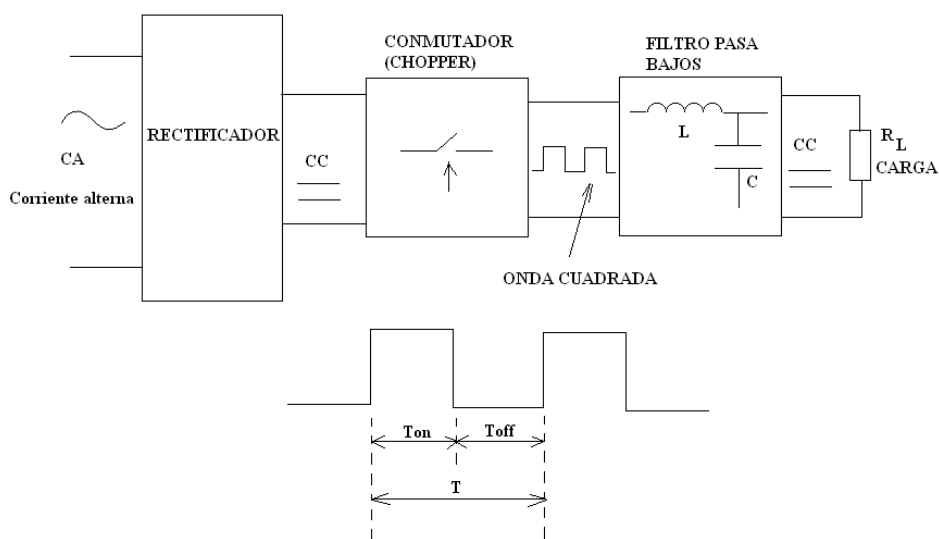 CONMUTADOR
(CHOPPER)
FILTRO PASA
BAJOS
RECTIFICADOR
CA
Corriente alterna
CC
L
C
CC
R
L
CARGA
ONDA CUADRADA
Ton
Toff
T